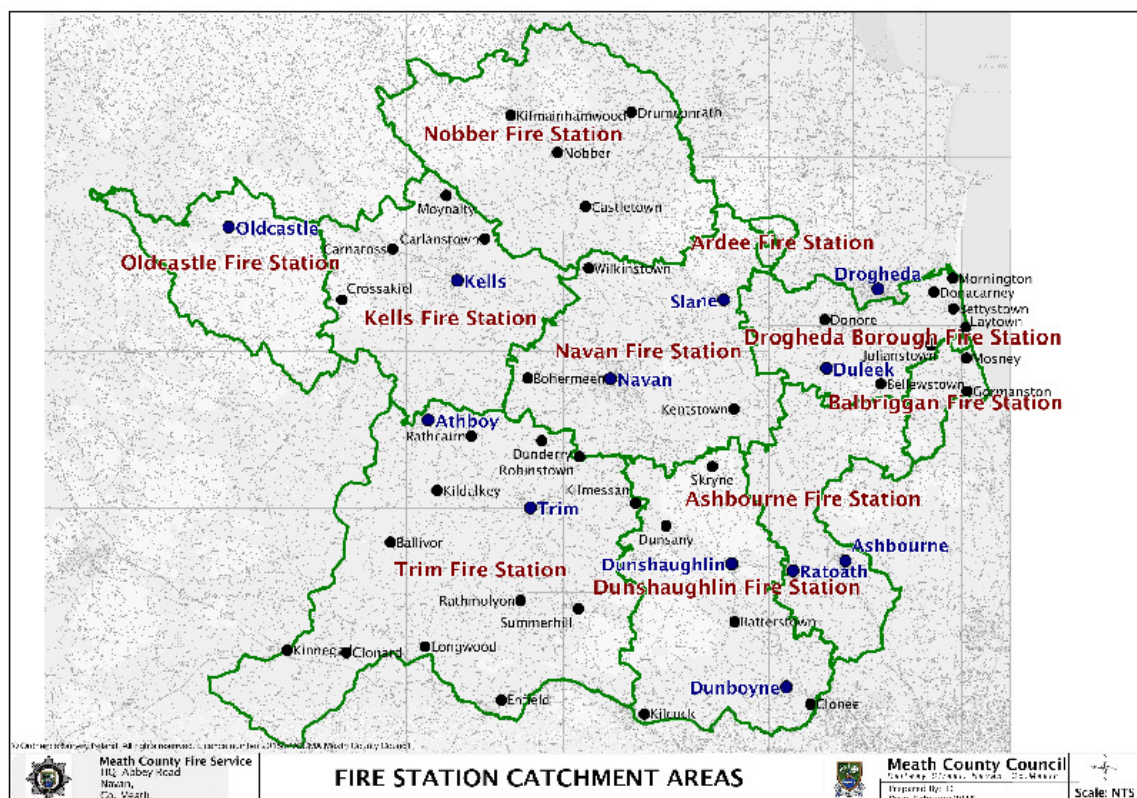 Kilmainhamwood
Nobber Fire Station
Nobber
Castletown
Moynalty
Carlanstown
Oldcastle
Oldcastle Fire Station
Carnaross
Crossakiel
Kells
Kells Fire Station
Wilkinstown
Ardee Fire Station
Slane
Drogheda
Mornington
Donacarney
Bettystown
Laytown
Donore
Drogheda Borough Fire Station
Julianstown
Mosney
Navan Fire Station
Bohermeen
Navan
Duleek
Bellewstown
Gormanston
Balbriggan Fire Station
Kentstown
Athboy
Rathcairn
Dunderry
Robinstown
Kildalkey
Kilmessan
Skryne
Ashbourne Fire Station
Trim
Dunsany
Ballivor
Trim Fire Station
Dunshaughlin
Dunshaughlin Fire Station
Ratoath
Ashbourne
Rathmolyon
Summerhill
Batterstown
Kinnegad
Clonard
Longwood
Enfield
Dunboyne
Clonee
Kilcock
Meath County Fire Service
HQ, Abbey Road
Navan,
Co. Meath.
FIRE STATION CATCHMENT AREAS
Meath County Council
Scale: NTS